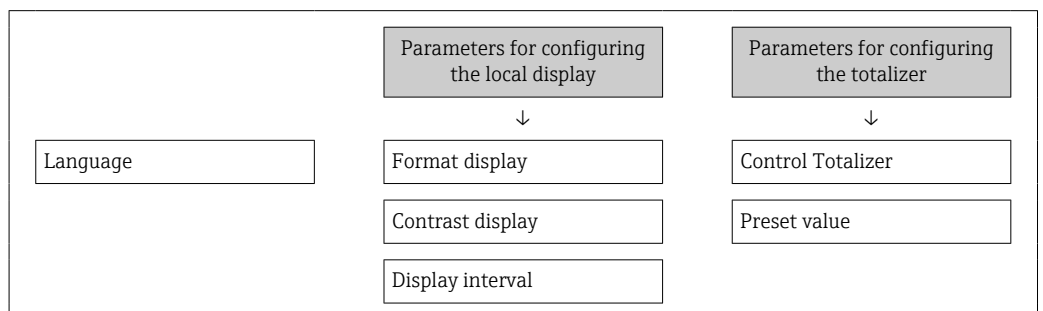 Parameters for configuring
the local display
Parameters for configuring
the totalizer
↓
↓
Language
Format display
Control Totalizer
Contrast display
Preset value
Display interval